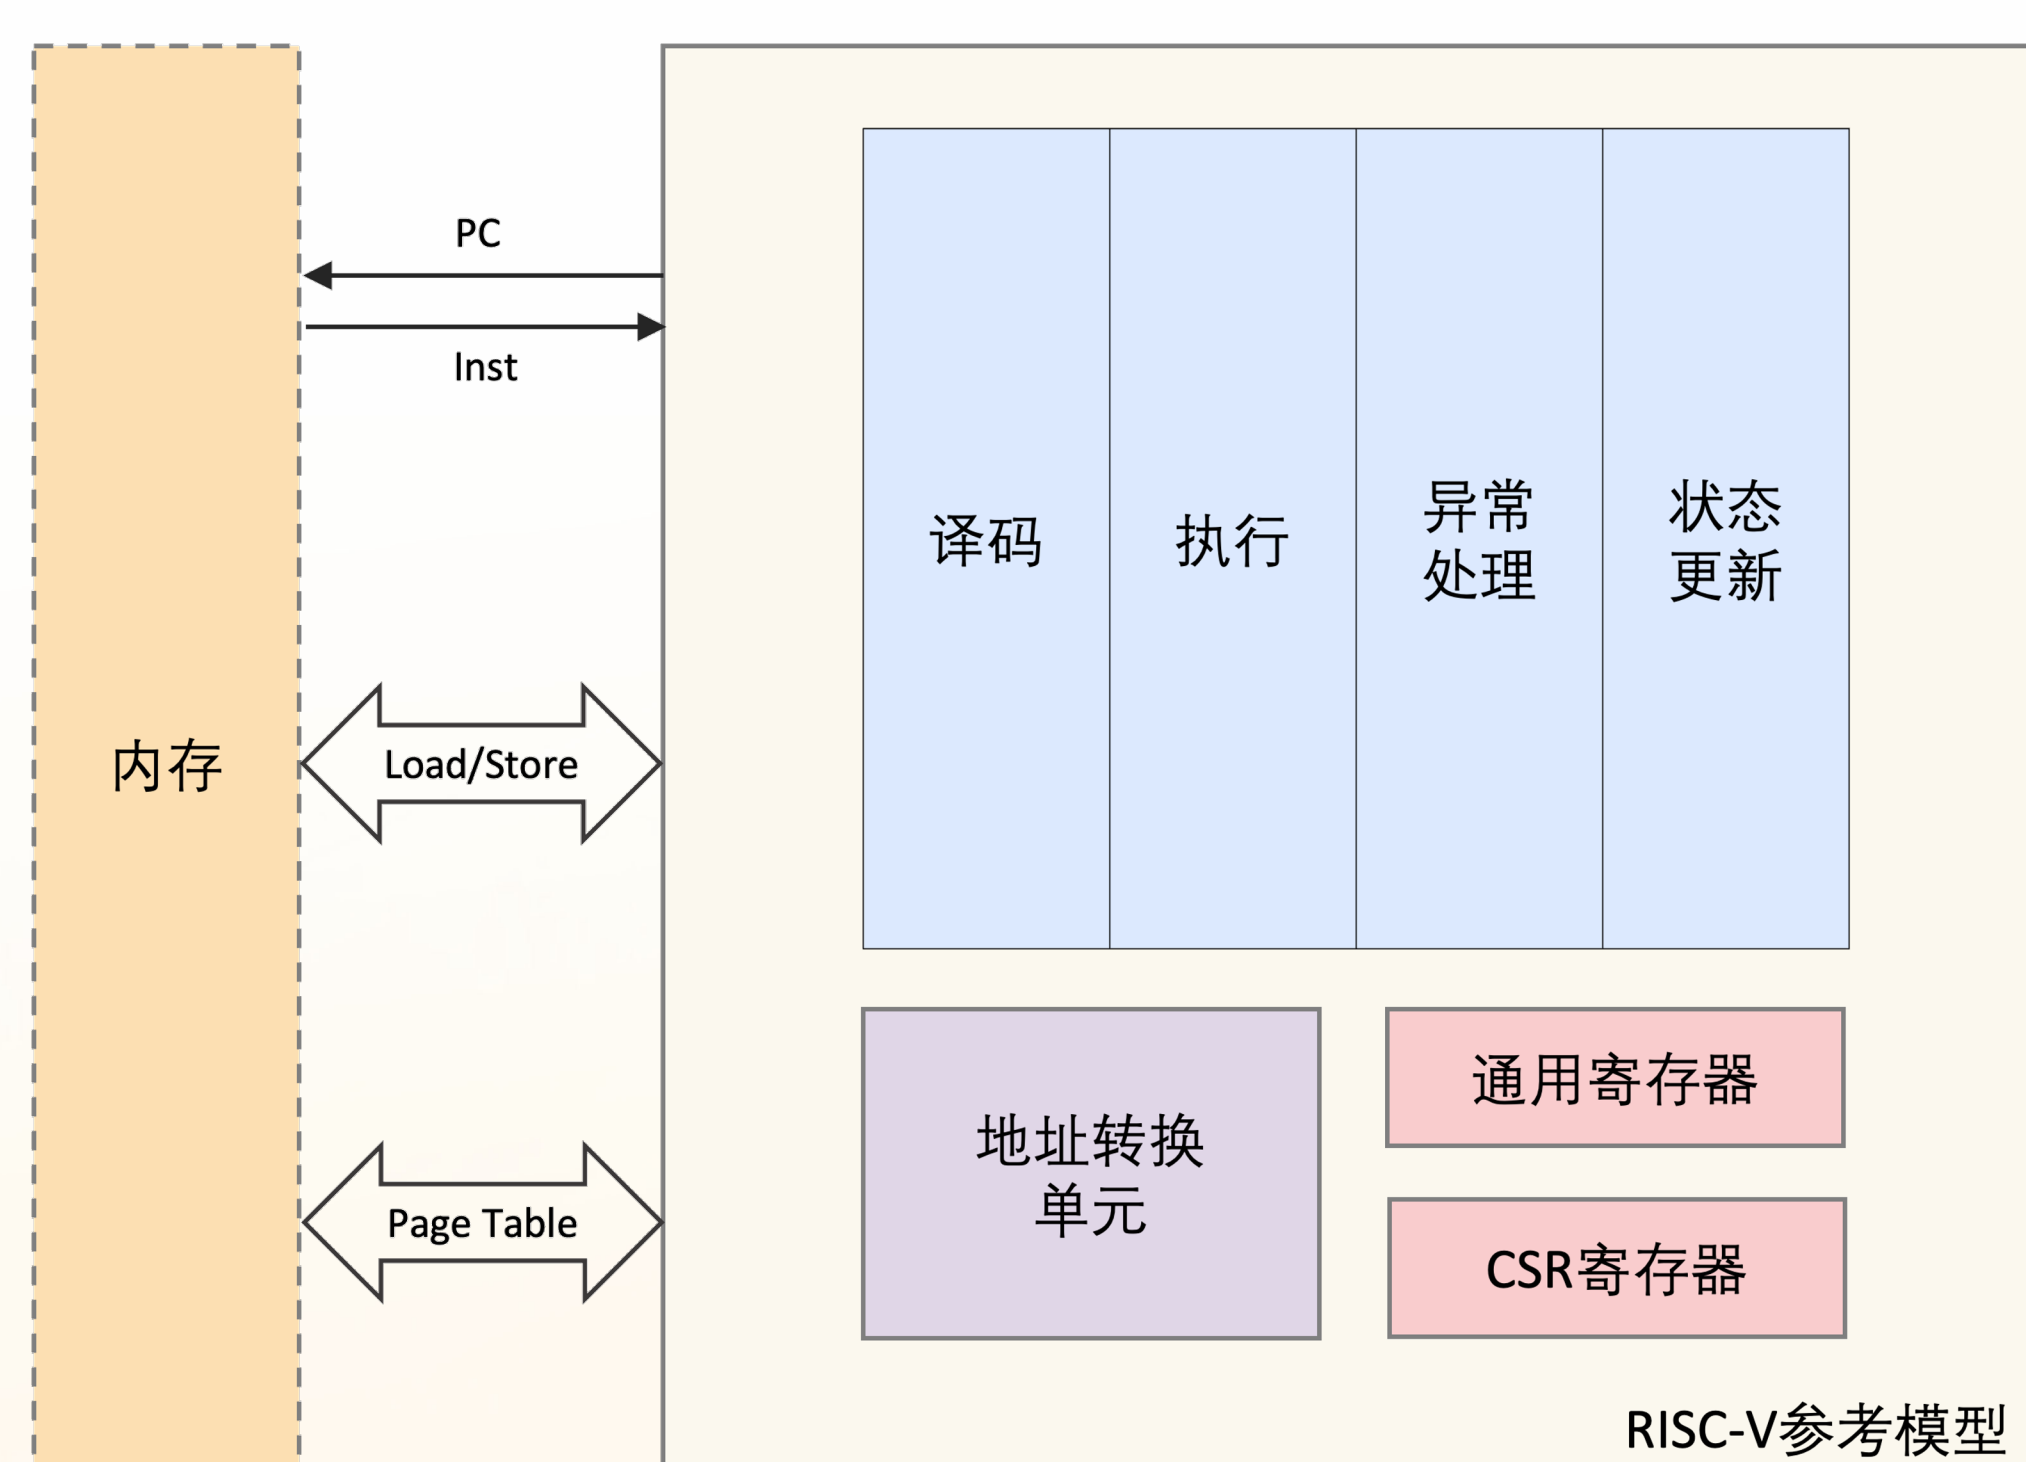 PC
Inst
内存
Load/Store
Page Table
译码
执行
异常
处理
状态
更新
地址转换
单元
通用寄存器
CSR寄存器
RISC-V参考模型